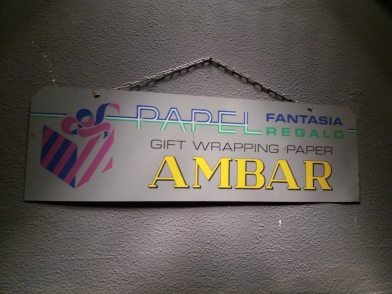 PAPEL FANTASIA
REGALO
GIFT WRAPPING PAPER
AMBAR